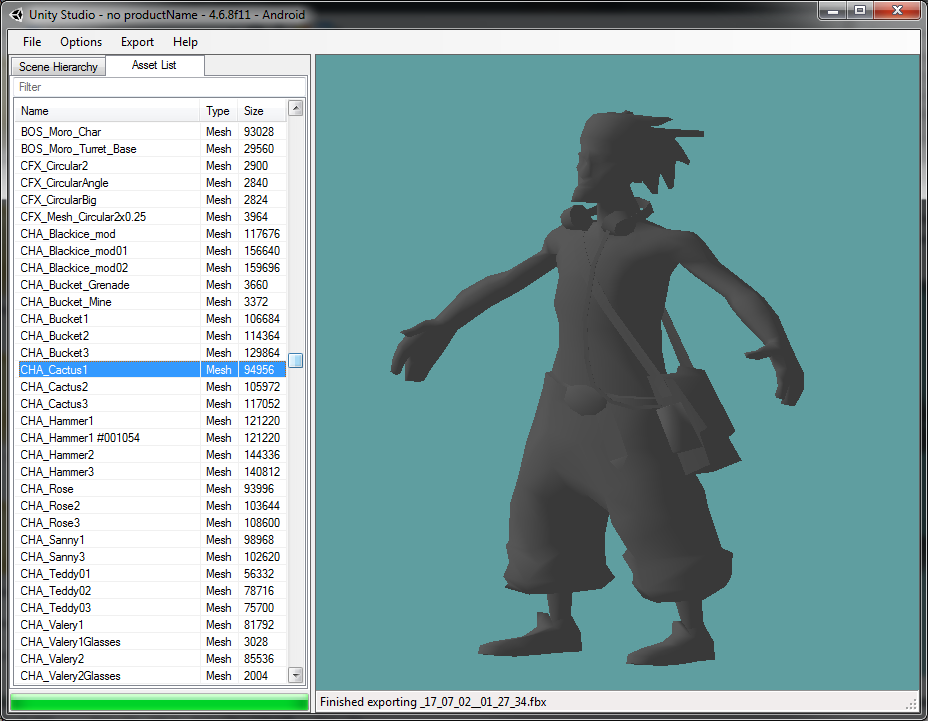 Unity Studio - no productName - 4.6.8f11 - Android
File Options Export Help
Scene Hierarchy Asset List
Filter
Name Type Size
BOS_Moro_Char Mesh 93028
BOS_Moro_Turret_Base Mesh 29560
CFX_Circular2 Mesh 2900
CFX_CircularAngle Mesh 2840
CFX_CircularBig Mesh 2824
CFX_Mesh_Circular2x0.25 Mesh 3964
CHA_Blackice_mod Mesh 117676
CHA_Blackice_mod01 Mesh 156640
CHA_Blackice_mod02 Mesh 159696
CHA_Bucket_Grenade Mesh 3660
CHA_Bucket_Mine Mesh 3372
CHA_Bucket1 Mesh 106684
CHA_Bucket2 Mesh 114364
CHA_Bucket3 Mesh 129864
CHA_Cactus1 Mesh 94956
CHA_Cactus2 Mesh 105972
CHA_Cactus3 Mesh 117052
CHA_Hammer1 Mesh 121220
CHA_Hammer1 #001054 Mesh 121220
CHA_Hammer2 Mesh 144336
CHA_Hammer3 Mesh 140812
CHA_Rose Mesh 93996
CHA_Rose2 Mesh 103644
CHA_Rose3 Mesh 108600
CHA_Sanny1 Mesh 98968
CHA_Sanny3 Mesh 102620
CHA_Teddy01 Mesh 56332
CHA_Teddy02 Mesh 78716
CHA_Teddy03 Mesh 75700
CHA_Valery1 Mesh 81792
CHA_Valery1Glasses Mesh 3028
CHA_Valery2 Mesh 85536
CHA_Valery2Glasses Mesh 2004
Finished exporting _17_07_02__01_27_34.fbx